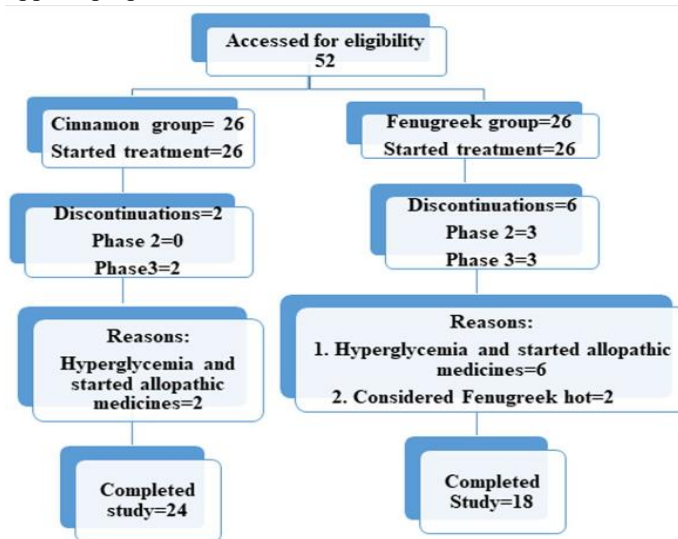 Accessed for eligibility
52
Cinnamon group= 26
Started treatment=26
Fenugreek group=26
Started treatment=26
Discontinuations=2
Phase 2=0
Phase3=2
Discontinuations=6
Phase 2=3
Phase 3=3
Reasons:
Hyperglycemia and
started allopathic
medicines=2
Reasons:
1. Hyperglycemia and started allopathic
medicines=6
2. Considered Fenugreek hot=2
Completed
study=24
Completed
Study=18